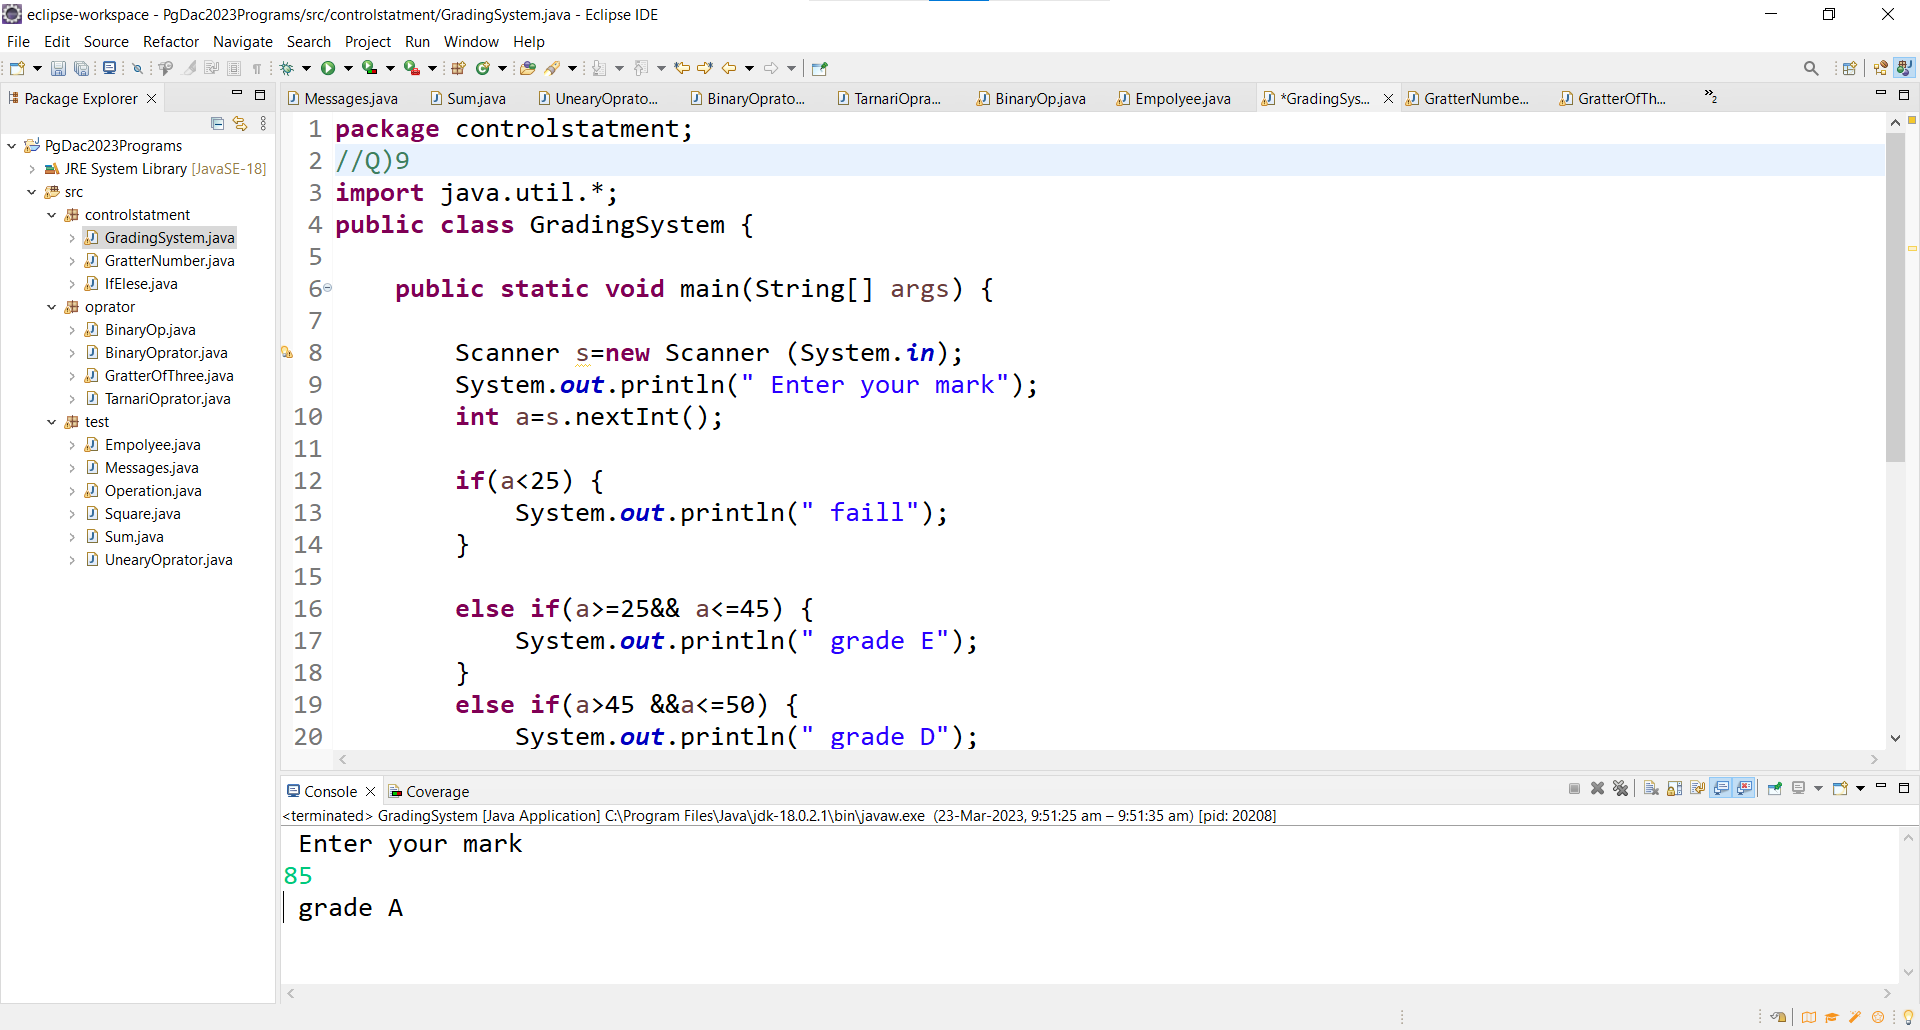 eclipse-workspace - PgDac2023Programs/src/controlstatment/GradingSystem.java - Eclipse IDE
File Edit Source Refactor Navigate Search Project Run Window Help
Package Explorer
Messages.java Sum.java UnearyOprato... BinaryOprato... TarnariOpra... BinaryOp.java Empolyee.java *GradingSys... GratterNumbe... GratterOfTh... »2
PgDac2023Programs
JRE System Library [JavaSE-18]
src
controlstatment
GradingSystem.java
GratterNumber.java
IfElese.java
oprator
BinaryOp.java
BinaryOprator.java
GratterOfThree.java
TarnariOprator.java
test
Empolyee.java
Messages.java
Operation.java
Square.java
Sum.java
UnearyOprator.java
1 package controlstatment;
2 //Q)9
3 import java.util.*;
4 public class GradingSystem {
5
6 public static void main(String[] args) {
7
8 Scanner s=new Scanner (System.in);
9 System.out.println(" Enter your mark");
10 int a=s.nextInt();
11
12 if(a<25) {
13 System.out.println(" faill");
14 }
15
16 else if(a>=25&& a<=45) {
17 System.out.println(" grade E");
18 }
19 else if(a>45 &&a<=50) {
20 System.out.println(" grade D");
Console Coverage
<terminated> GradingSystem [Java Application] C:\Program Files\Java\jdk-18.0.2.1\bin\javaw.exe (23-Mar-2023, 9:51:25 am – 9:51:35 am) [pid: 20208]
Enter your mark
85
grade A